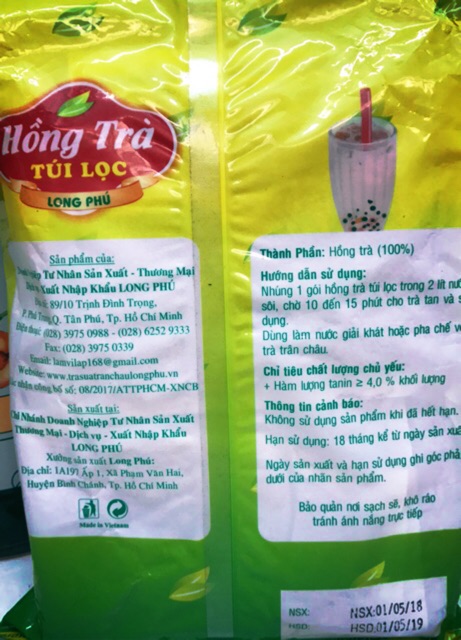 Hồng Trà
TÚI LỌC
LONG PHÚ
Sản phẩm của:
Tư Nhân Sản Xuất - Thương Mại
Xuất Nhập Khẩu LONG PHÚ
89/10 Trịnh Đình Trọng,
Q. Tân Phú, Tp. Hồ Chí Minh
thoại: (028) 3975 0988 - (028) 6252 9333
Fax: (028) 3975 0339
Email: lamvilap168@gmail.com
Website: www.trasuatranchaulongphu.vn
nhận công bố số: 08/2017/ATTPHCM-XNCB
Sản xuất tại:
Nhánh Doanh Nghiệp Tư Nhân Sản Xuất
Thương Mại - Dịch vụ - Xuất Nhập Khẩu
LONG PHÚ
Xưởng sản xuất Long Phú:
Địa chỉ: 1A191 Ấp 1, Xã Phạm Văn Hai,
Huyện Bình Chánh, Tp. Hồ Chí Minh
Made in Vietnam
Thành Phần: Hồng trà (100%)
Hướng dẫn sử dụng:
Nhúng 1 gói hồng trà túi lọc trong 2 lít
sôi, chờ 10 đến 15 phút cho trà tan và
dụng.
Dùng làm nước giải khát hoặc pha chế
trà trân châu.
Chỉ tiêu chất lượng chủ yếu:
+ Hàm lượng tanin ≥ 4,0 % khối lượng
Thông tin cảnh báo:
Không sử dụng sản phẩm khi đã hết hạn.
Hạn sử dụng: 18 tháng kể từ ngày sản
Ngày sản xuất và hạn sử dụng ghi góc
dưới của nhãn sản phẩm.
Bảo quản nơi sạch sẽ, khô ráo
tránh ánh nắng trực tiếp
NSX: NSX:01/05/18
HSD: HSD:01/05/19